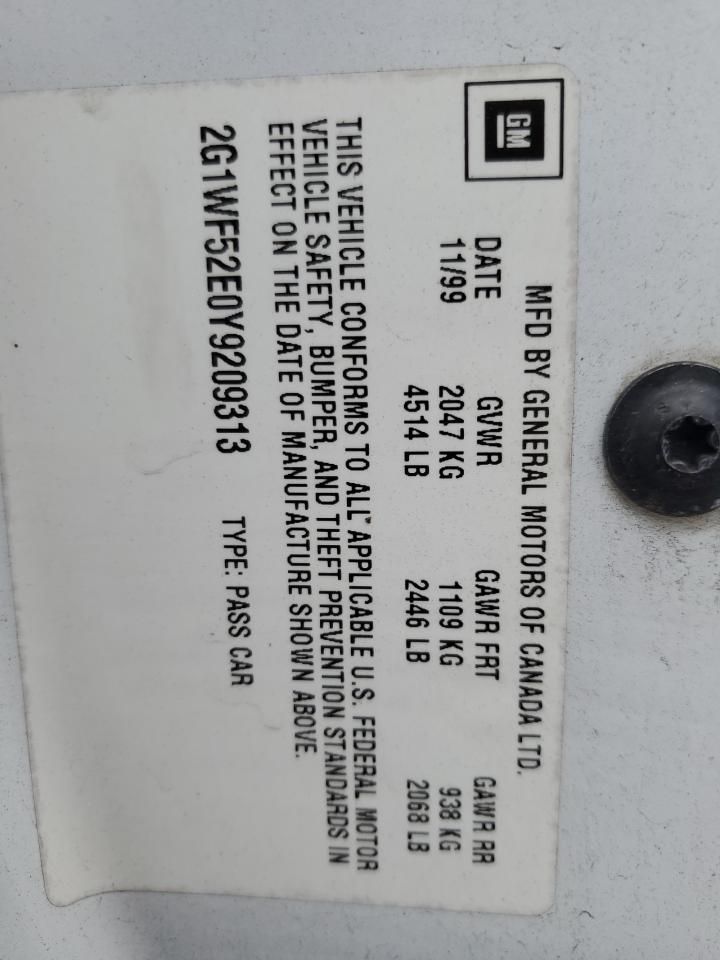 GM
MFD BY GENERAL MOTORS OF CANADA LTD.
DATE GVWR GAWR FRT GAWR RR
11/99 2047 KG 1109 KG 938 KG
4514 LB 2446 LB 2068 LB
THIS VEHICLE CONFORMS TO ALL APPLICABLE U.S. FEDERAL MOTOR
VEHICLE SAFETY, BUMPER, AND THEFT PREVENTION STANDARDS IN
EFFECT ON THE DATE OF MANUFACTURE SHOWN ABOVE.
2G1WF52E0Y9209313 TYPE: PASS CAR